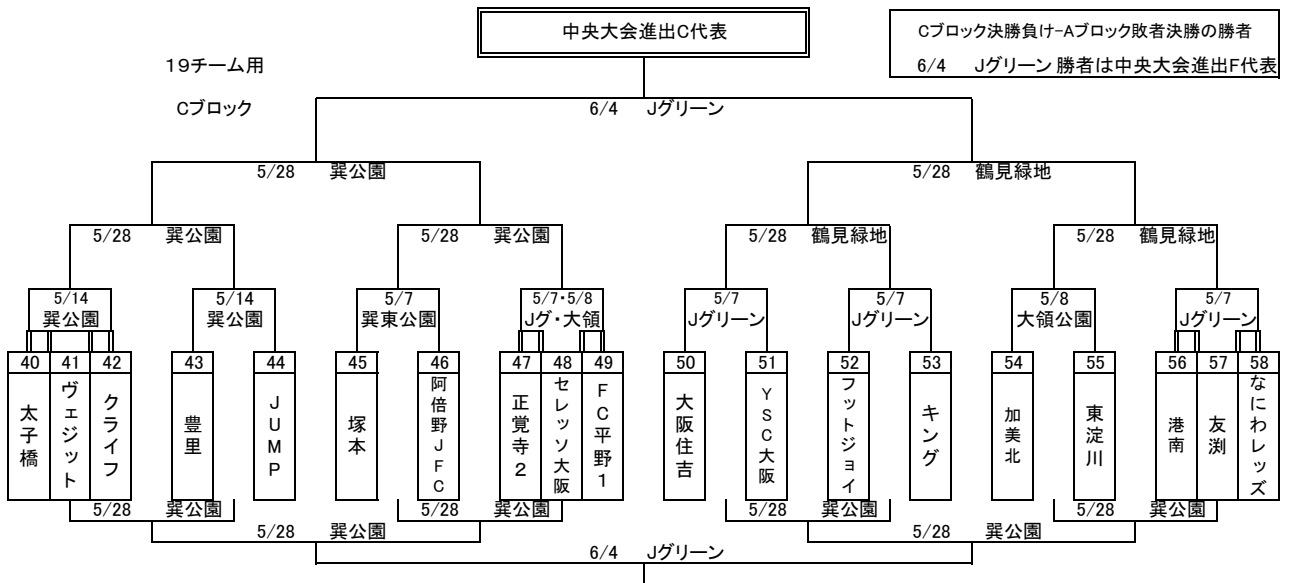 中央大会進出C代表
Cブロック決勝負け-Aブロック敗者決勝の勝者
6/4 Jグリーン 勝者は中央大会進出F代表
19チーム用
Cブロック
6/4 Jグリーン
5/28 巽公園
5/28 鶴見緑地
5/28 巽公園
5/28 巽公園
5/28 鶴見緑地
5/28 鶴見緑地
5/14
巽公園
5/14
巽公園
5/7
巽東公園
5/7・5/8
Jグ・大領
5/7
Jグリーン
5/7
Jグリーン
5/8
大領公園
5/7
Jグリーン
40
太子橋
41
ヴェジット
42
クライフ
43
豊里
44
JUMP
45
塚本
46
阿倍野JFC
47
正覚寺2
48
セレッソ大阪
49
FC平野1
50
大阪住吉
51
YSC大阪
52
フットジョイ
53
キング
54
加美北
55
東淀川
56
港南
57
友渕
58
なにわレッズ
5/28 巽公園
5/28 巽公園
5/28 巽公園
5/28 巽公園
5/28 巽公園
5/28 巽公園
6/4 Jグリーン